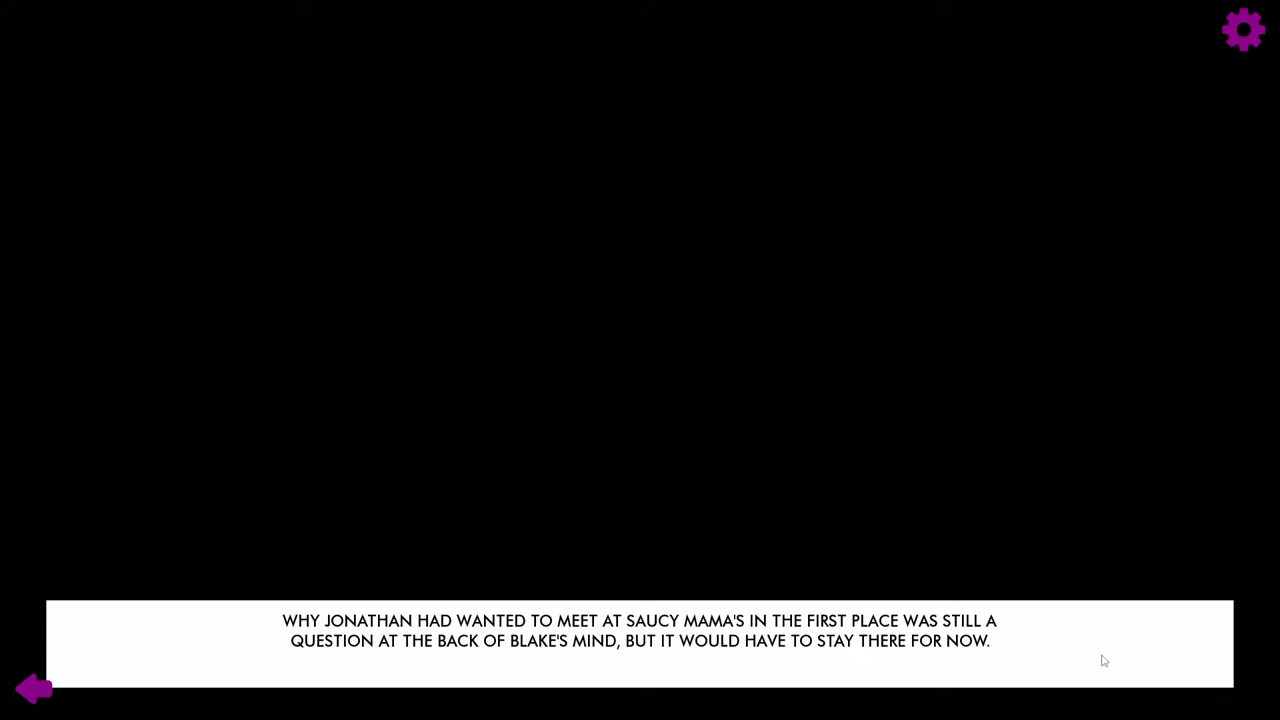 WHY JONATHAN HAD WANTED TO MEET AT SAUCY MAMA'S IN THE FIRST PLACE WAS STILL A
QUESTION AT THE BACK OF BLAKE'S MIND, BUT IT WOULD HAVE TO STAY THERE FOR NOW.